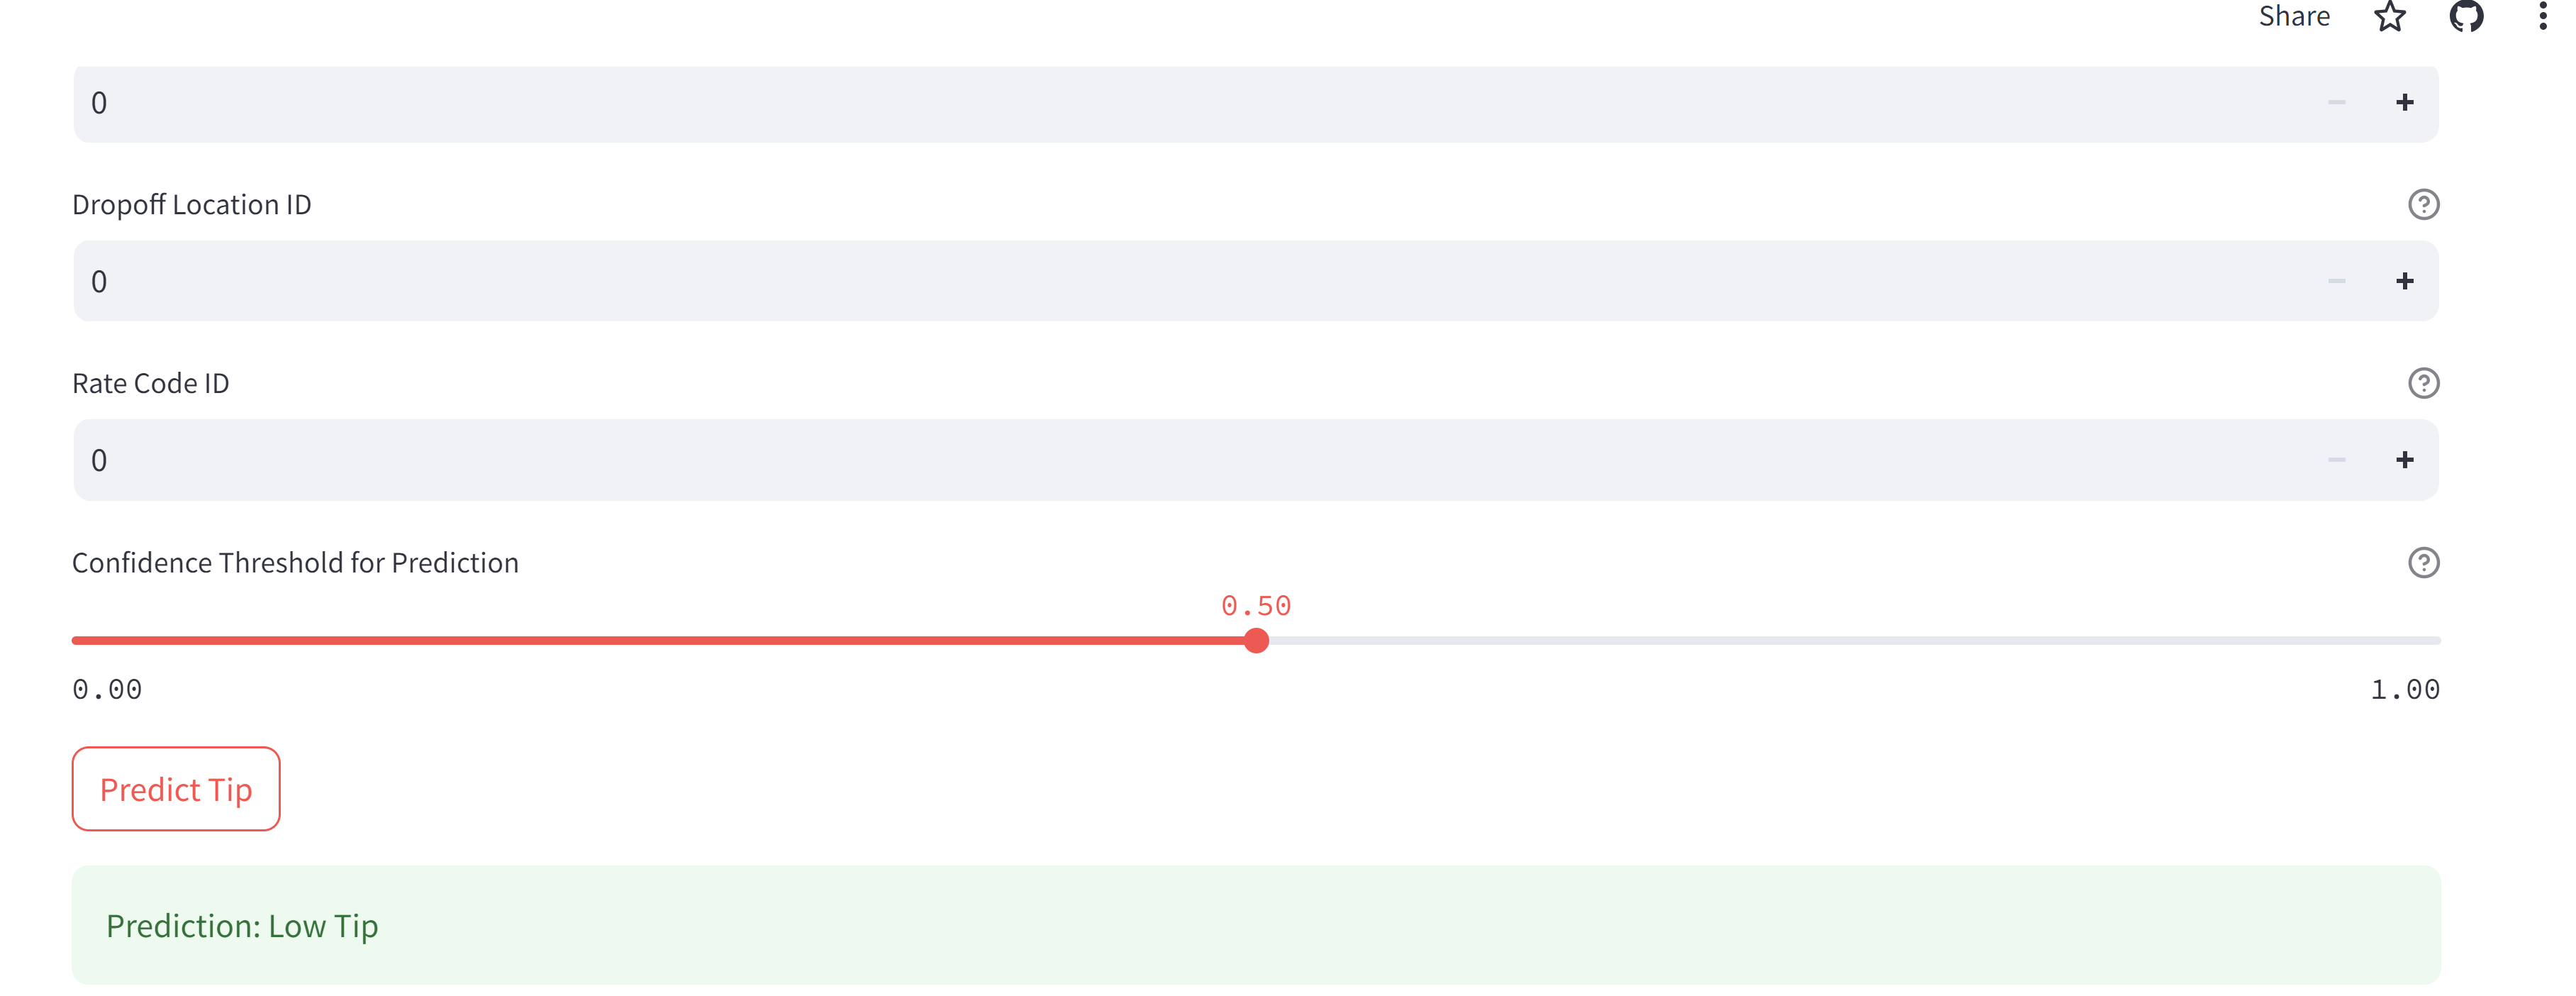 Share
0
Dropoff Location ID
0
Rate Code ID
0
Confidence Threshold for Prediction
0.50
0.00 1.00
Predict Tip
Prediction: Low Tip